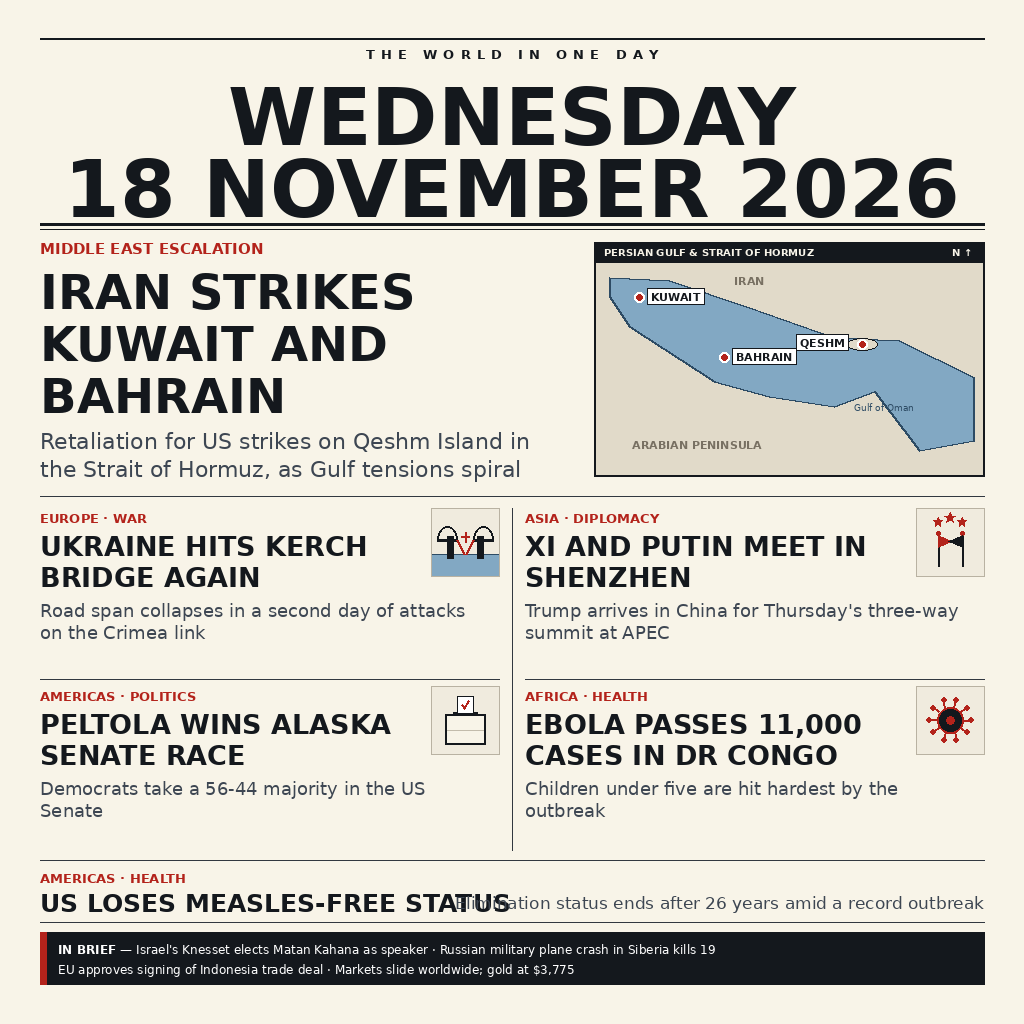 THE WORLD IN ONE DAY
WEDNESDAY
18 NOVEMBER 2026
MIDDLE EAST ESCALATION
IRAN STRIKES
KUWAIT AND
BAHRAIN
Retaliation for US strikes on Qeshm Island in
the Strait of Hormuz, as Gulf tensions spiral
PERSIAN GULF & STRAIT OF HORMUZ
N ↑
IRAN
KUWAIT
QESHM
BAHRAIN
Gulf of Oman
ARABIAN PENINSULA
EUROPE · WAR
UKRAINE HITS KERCH
BRIDGE AGAIN
Road span collapses in a second day of attacks
on the Crimea link
ASIA · DIPLOMACY
XI AND PUTIN MEET IN
SHENZHEN
Trump arrives in China for Thursday's three-way
summit at APEC
AMERICAS · POLITICS
PELTOLA WINS ALASKA
SENATE RACE
Democrats take a 56-44 majority in the US
Senate
AFRICA · HEALTH
EBOLA PASSES 11,000
CASES IN DR CONGO
Children under five are hit hardest by the
outbreak
AMERICAS · HEALTH
US LOSES MEASLES-FREE STATUS
Elimination status ends after 26 years amid a record outbreak
IN BRIEF — Israel's Knesset elects Matan Kahana as speaker · Russian military plane crash in Siberia kills 19
EU approves signing of Indonesia trade deal · Markets slide worldwide; gold at $3,775